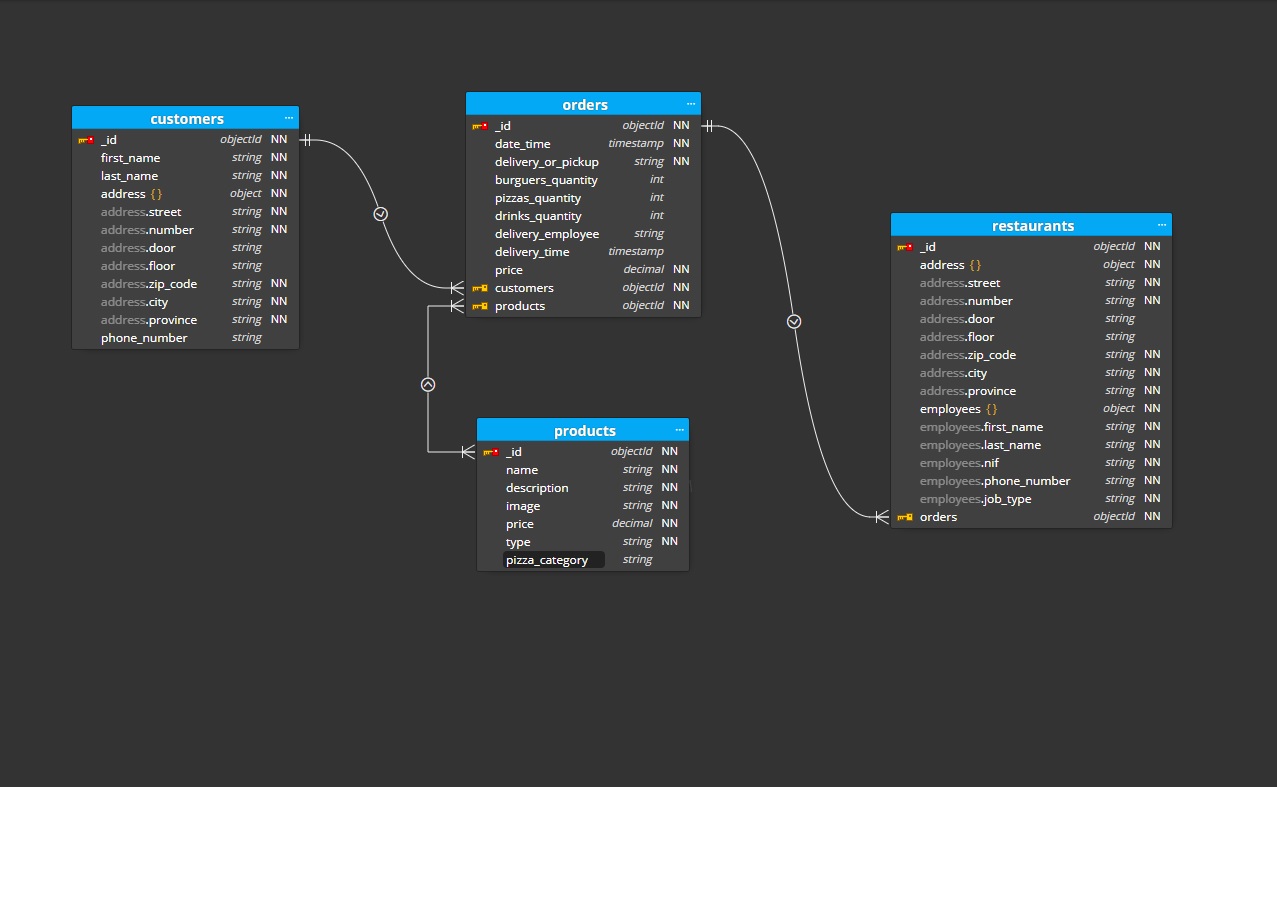 customers ...
_id objectId NN
first_name string NN
last_name string NN
address {} object NN
address.street string NN
address.number string NN
address.door string
address.floor string
address.zip_code string NN
address.city string NN
address.province string NN
phone_number string
orders ...
_id objectId NN
date_time timestamp NN
delivery_or_pickup string NN
burguers_quantity int
pizzas_quantity int
drinks_quantity int
delivery_employee string
delivery_time timestamp
price decimal NN
customers objectId NN
products objectId NN
products ...
_id objectId NN
name string NN
description string NN
image string NN
price decimal NN
type string NN
pizza_category string
restaurants ...
_id objectId NN
address {} object NN
address.street string NN
address.number string NN
address.door string
address.floor string
address.zip_code string NN
address.city string NN
address.province string NN
employees {} object NN
employees.first_name string NN
employees.last_name string NN
employees.nif string NN
employees.phone_number string NN
employees.job_type string NN
orders objectId NN